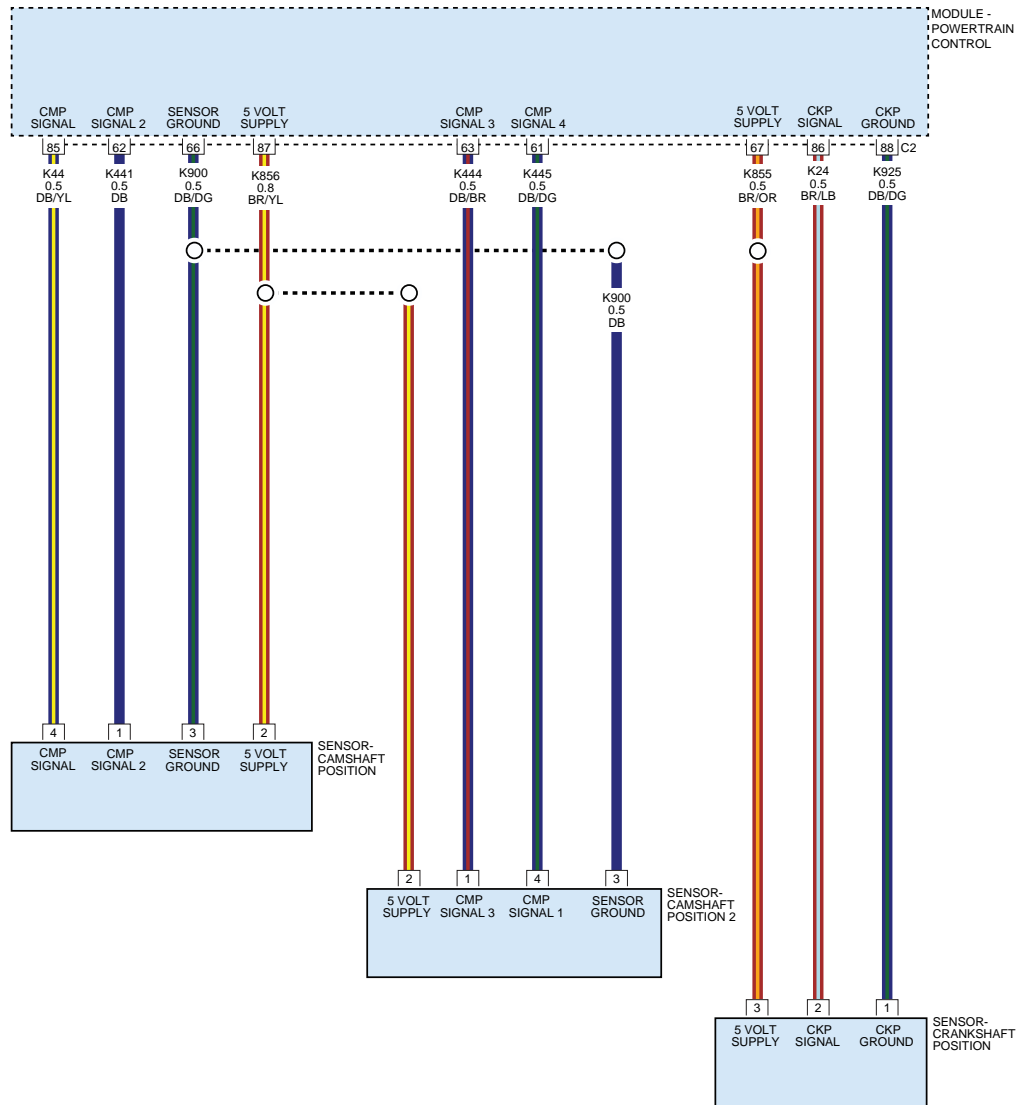 MODULE -
POWERTRAIN
CONTROL
CMP
SIGNAL
CMP
SIGNAL 2
SENSOR
GROUND
5 VOLT
SUPPLY
CMP
SIGNAL 3
CMP
SIGNAL 4
5 VOLT
SUPPLY
CKP
SIGNAL
CKP
GROUND
85
62
66
87
63
61
67
86
88
C2
K44
0.5
DB/YL
K441
0.5
DB
K900
0.5
DB/DG
K856
0.8
BR/YL
K444
0.5
DB/BR
K445
0.5
DB/DG
K855
0.5
BR/OR
K24
0.5
BR/LB
K925
0.5
DB/DG
K900
0.5
DB
4
1
3
2
CMP
SIGNAL
CMP
SIGNAL 2
SENSOR
GROUND
5 VOLT
SUPPLY
SENSOR-
CAMSHAFT
POSITION
2
1
4
3
5 VOLT
SUPPLY
CMP
SIGNAL 3
CMP
SIGNAL 1
SENSOR
GROUND
SENSOR-
CAMSHAFT
POSITION 2
3
2
1
5 VOLT
SUPPLY
CKP
SIGNAL
CKP
GROUND
SENSOR-
CRANKSHAFT
POSITION